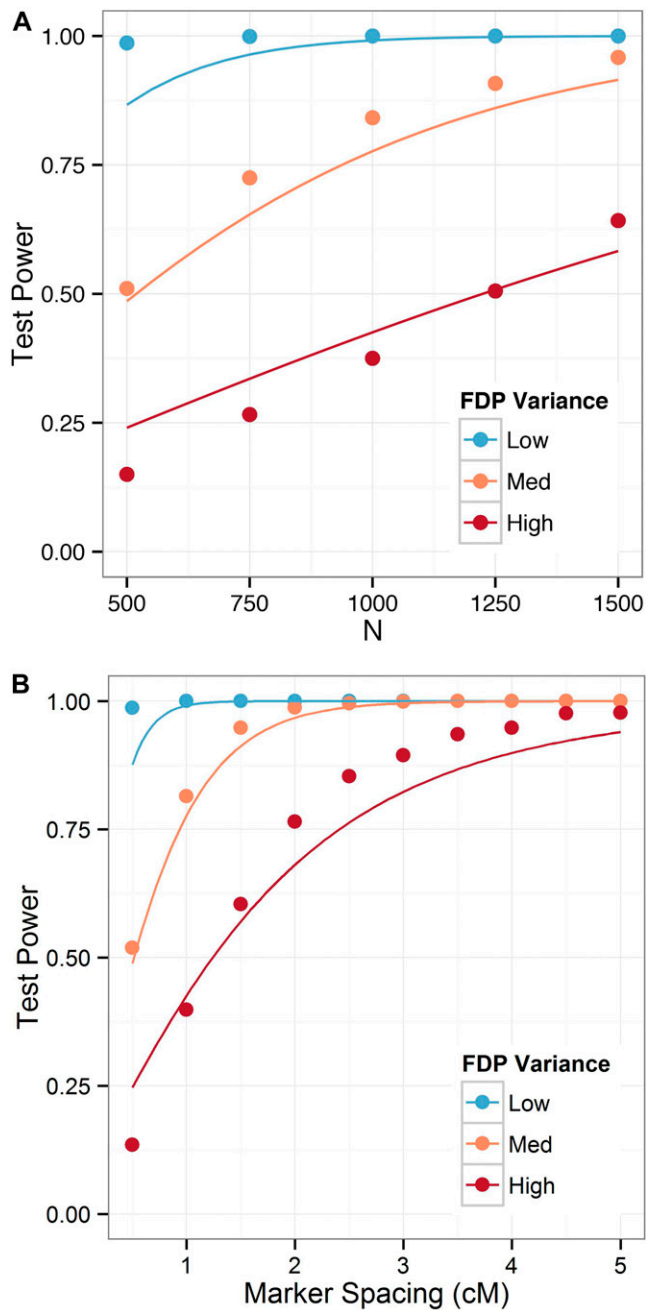 A
1.00
0.75
0.50
0.25
0.00
Test Power
FDP Variance
Low
Med
High
500 750 1000 1250 1500
N
B
1.00
0.75
0.50
0.25
0.00
Test Power
FDP Variance
Low
Med
High
1 2 3 4 5
Marker Spacing (cM)